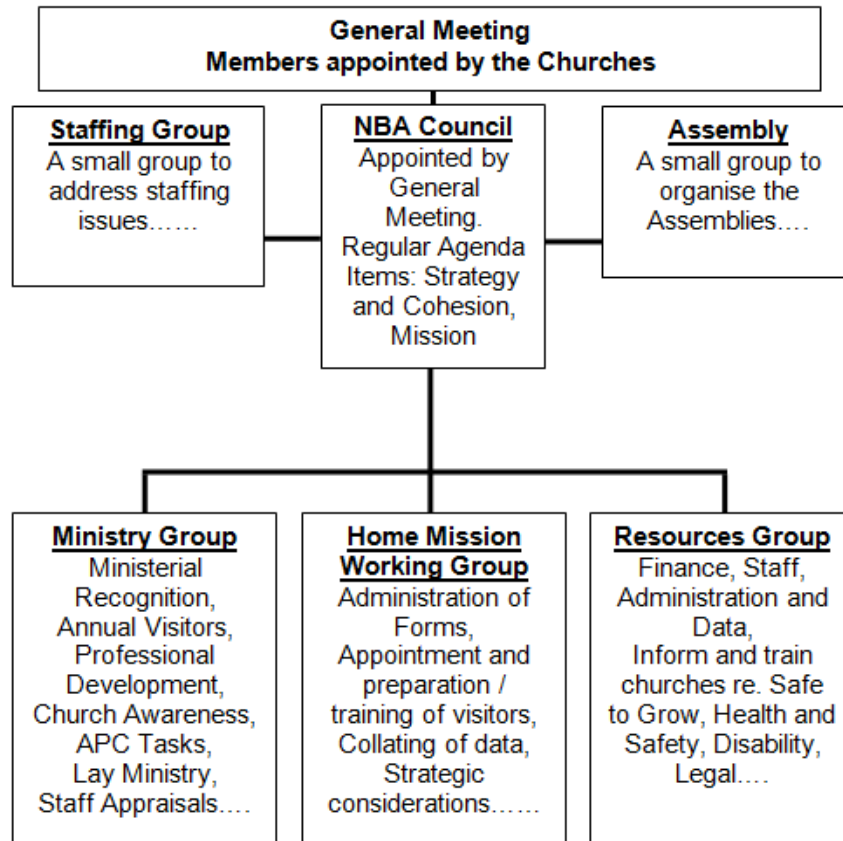 General Meeting
Members appointed by the Churches
Staffing Group
A small group to
address staffing
issues……
NBA Council
Appointed by
General
Meeting.
Regular Agenda
Items: Strategy
and Cohesion,
Mission
Assembly
A small group to
organise the
Assemblies….
Ministry Group
Ministerial
Recognition,
Annual Visitors,
Professional
Development,
Church Awareness,
APC Tasks,
Lay Ministry,
Staff Appraisals….
Home Mission
Working Group
Administration of
Forms,
Appointment and
preparation /
training of visitors,
Collating of data,
Strategic
considerations……
Resources Group
Finance, Staff,
Administration and
Data,
Inform and train
churches re. Safe
to Grow, Health and
Safety, Disability,
Legal….